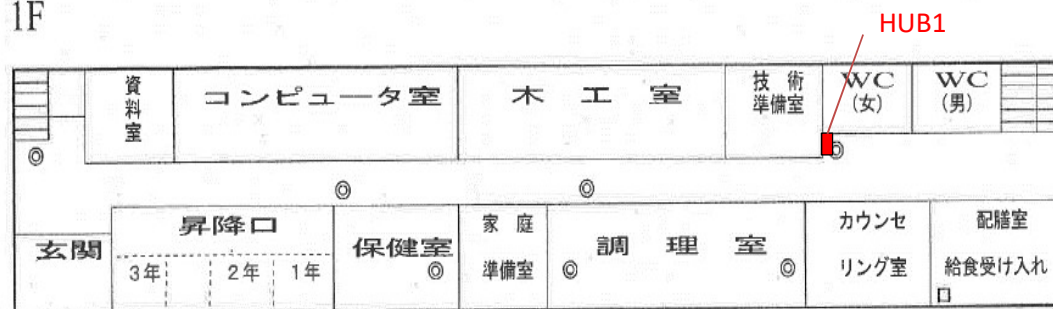 1F
HUB1
資料室
コンピュータ室
木工室
技術
準備室
WC
(女)
WC
(男)
玄関
昇降口
3年
2年
1年
保健室
家庭
準備室
調理室
カウンセ
リング室
配膳室
給食受け入れ
口